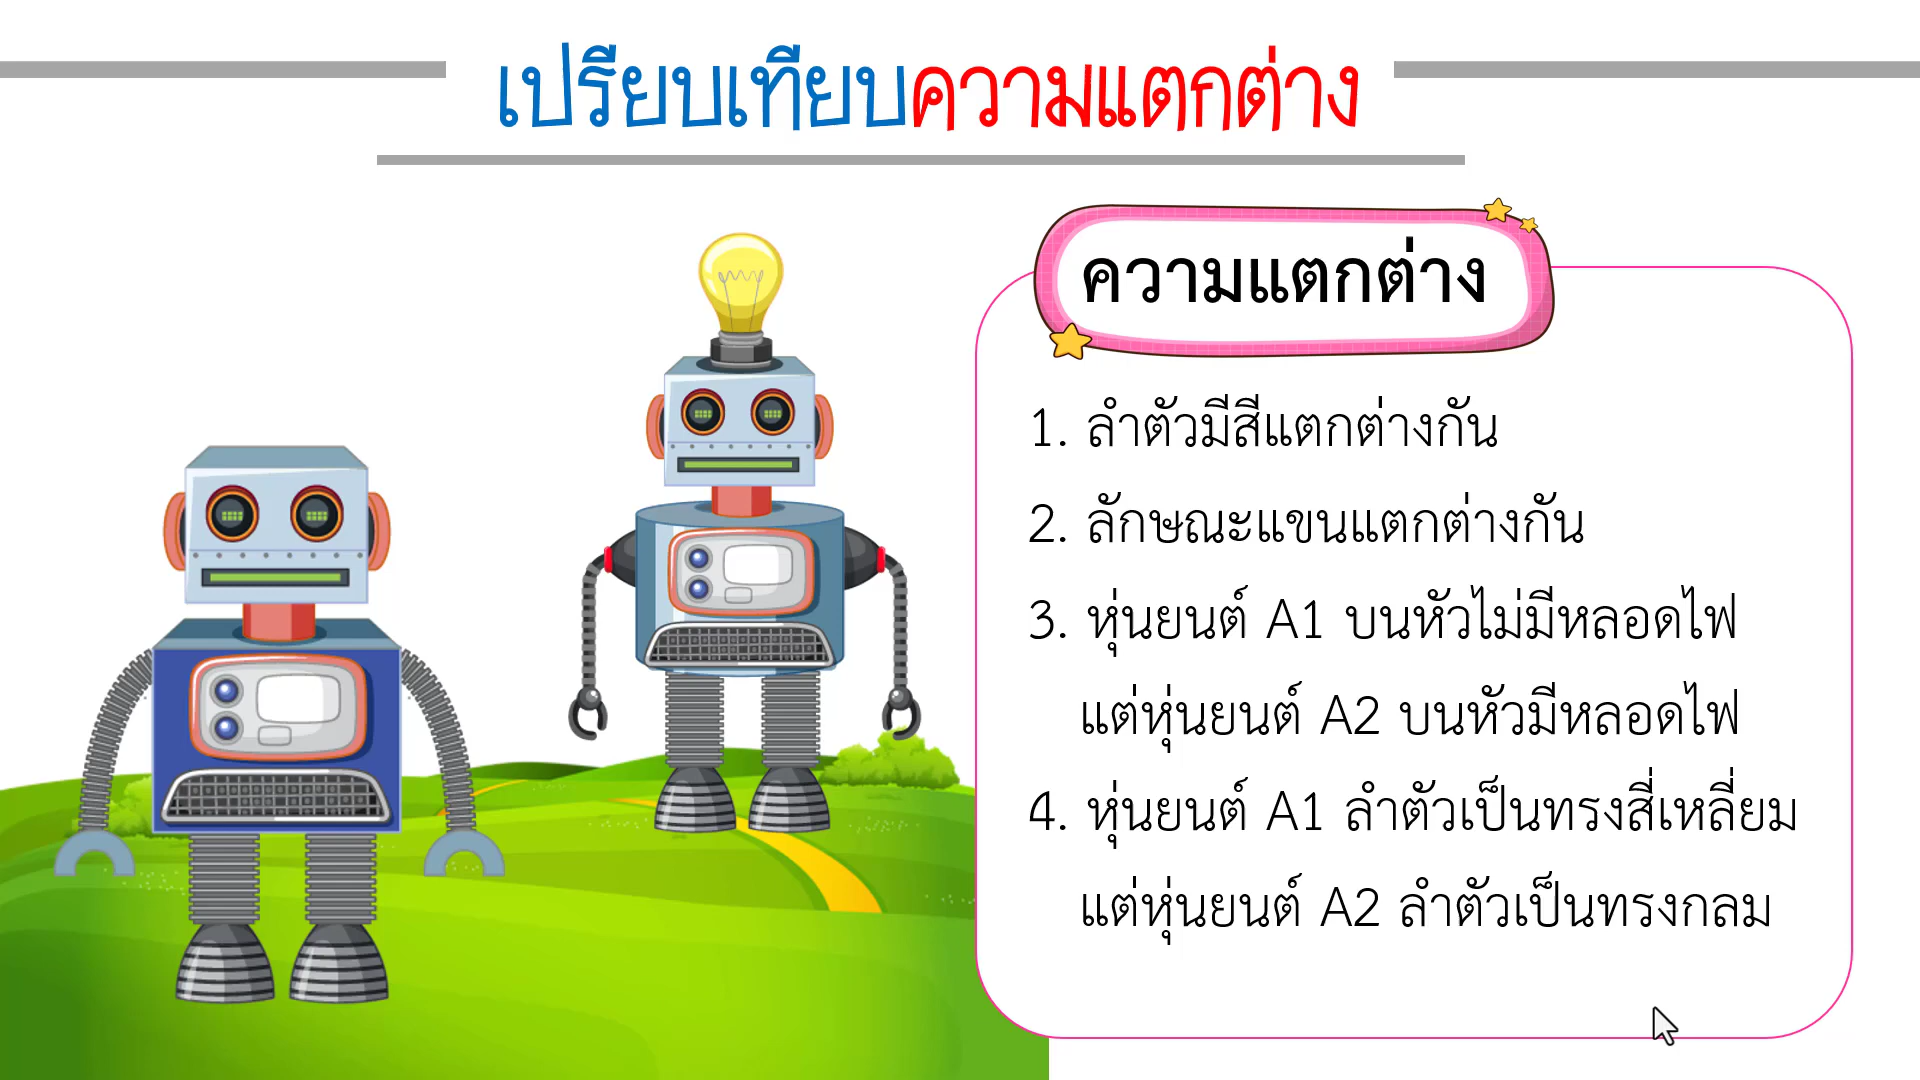 เปรียบเทียบความแตกต่าง
ความแตกต่าง
1. ลำตัวมีสีแตกต่างกัน
2. ลักษณะแขนแตกต่างกัน
3. หุ่นยนต์ A1 บนหัวไม่มีหลอดไฟ
แต่หุ่นยนต์ A2 บนหัวมีหลอดไฟ
4. หุ่นยนต์ A1 ลำตัวเป็นทรงสี่เหลี่ยม
แต่หุ่นยนต์ A2 ลำตัวเป็นทรงกลม